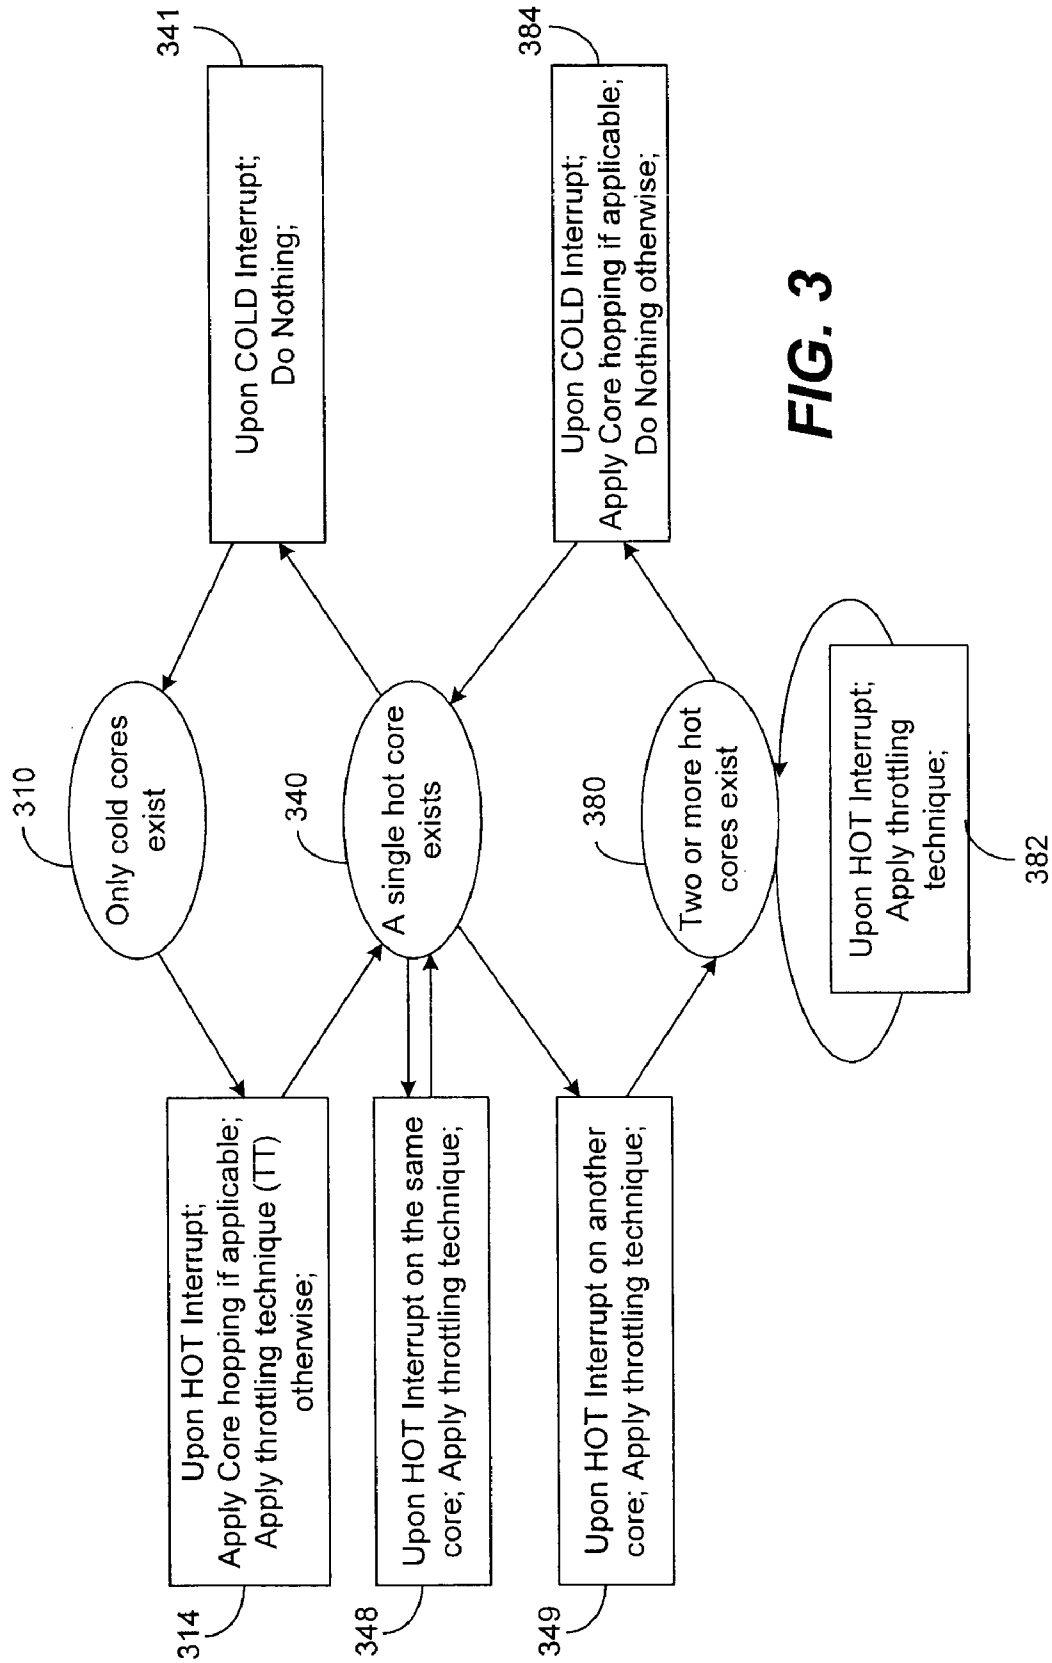 341
Upon COLD Interrupt;
Do Nothing;
384
Upon COLD Interrupt;
Apply Core hopping if applicable;
Do Nothing otherwise;
310
Only cold cores
exist
340
A single hot core
exists
380
Two or more hot
cores exist
Upon HOT Interrupt;
Apply throttling
technique;
382
314
Upon HOT Interrupt;
Apply Core hopping if applicable;
Apply throttling technique (TT)
otherwise;
348
Upon HOT Interrupt on the same
core; Apply throttling technique;
349
Upon HOT Interrupt on another
core; Apply throttling technique;
FIG. 3